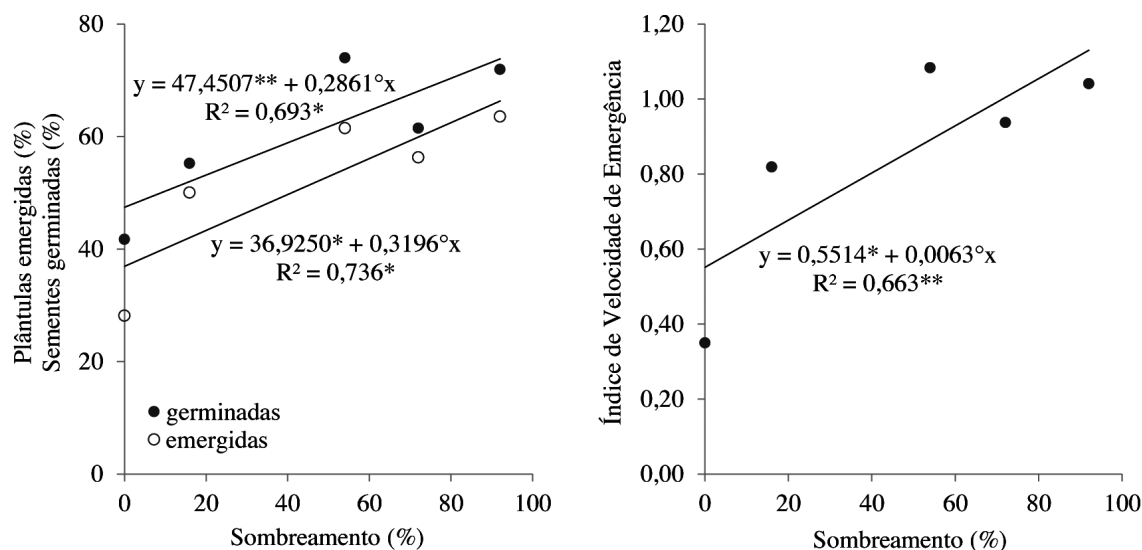 Plântulas emergidas (%)
Sementes germinadas (%)
80
60
40
20
0
y = 47,4507** + 0,2861°x
R² = 0,693*
y = 36,9250* + 0,3196°x
R² = 0,736*
germinadas
emergidas
0 20 40 60 80 100
Sombreamento (%)
Índice de Velocidade de Emergência
1,20
1,00
0,80
0,60
0,40
0,20
0,00
y = 0,5514* + 0,0063°x
R² = 0,663**
0 20 40 60 80 100
Sombreamento (%)